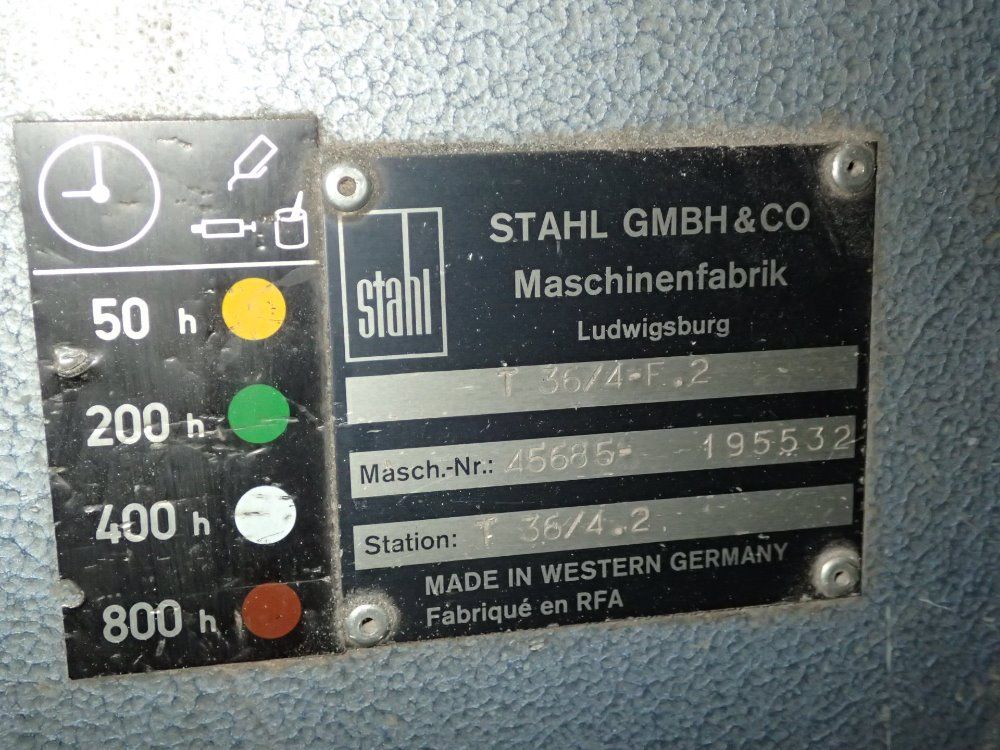 50 h
200 h
400 h
800 h
stahl
STAHL GMBH & CO
Maschinenfabrik
Ludwigsburg
T 36/4-F.2
Masch.-Nr.: 45685- 195532
Station: T 36/4.2
MADE IN WESTERN GERMANY
Fabriqué en RFA